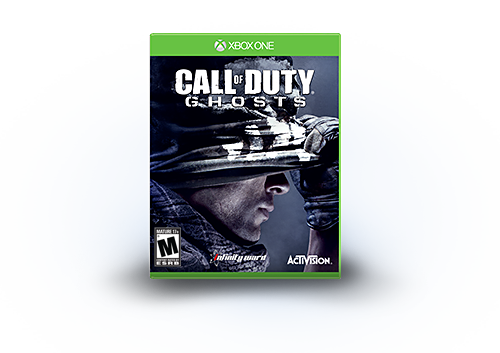 XBOX ONE
CALL OF DUTY
GHOSTS
MATURE 17+
M
ESRB
Infinity Ward
ACTIVISION